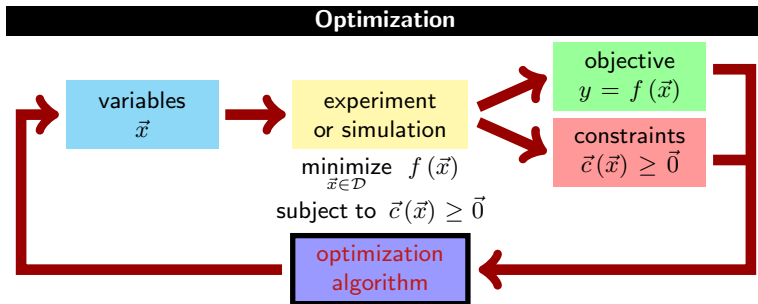 Optimization
variables
x⃗
experiment
or simulation
objective
y = f (x⃗)
constraints
c⃗(x⃗) ≥ 0⃗
minimize f (x⃗)
x⃗∈𝒟
subject to c⃗(x⃗) ≥ 0⃗
optimization
algorithm